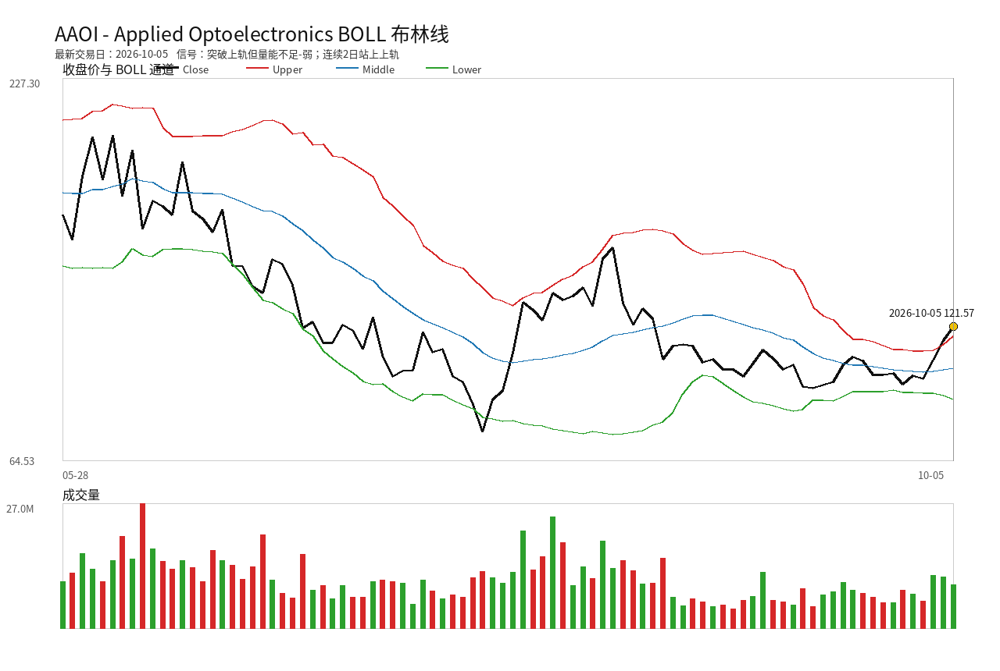 AAOI - Applied Optoelectronics BOLL 布林线
最新交易日：2026-10-05 信号：突破上轨但量能不足-弱；连续2日站上上轨
收盘价与 BOLL 通道 Close Upper Middle Lower
227.30
2026-10-05 121.57
64.53
05-28 10-05
成交量
27.0M